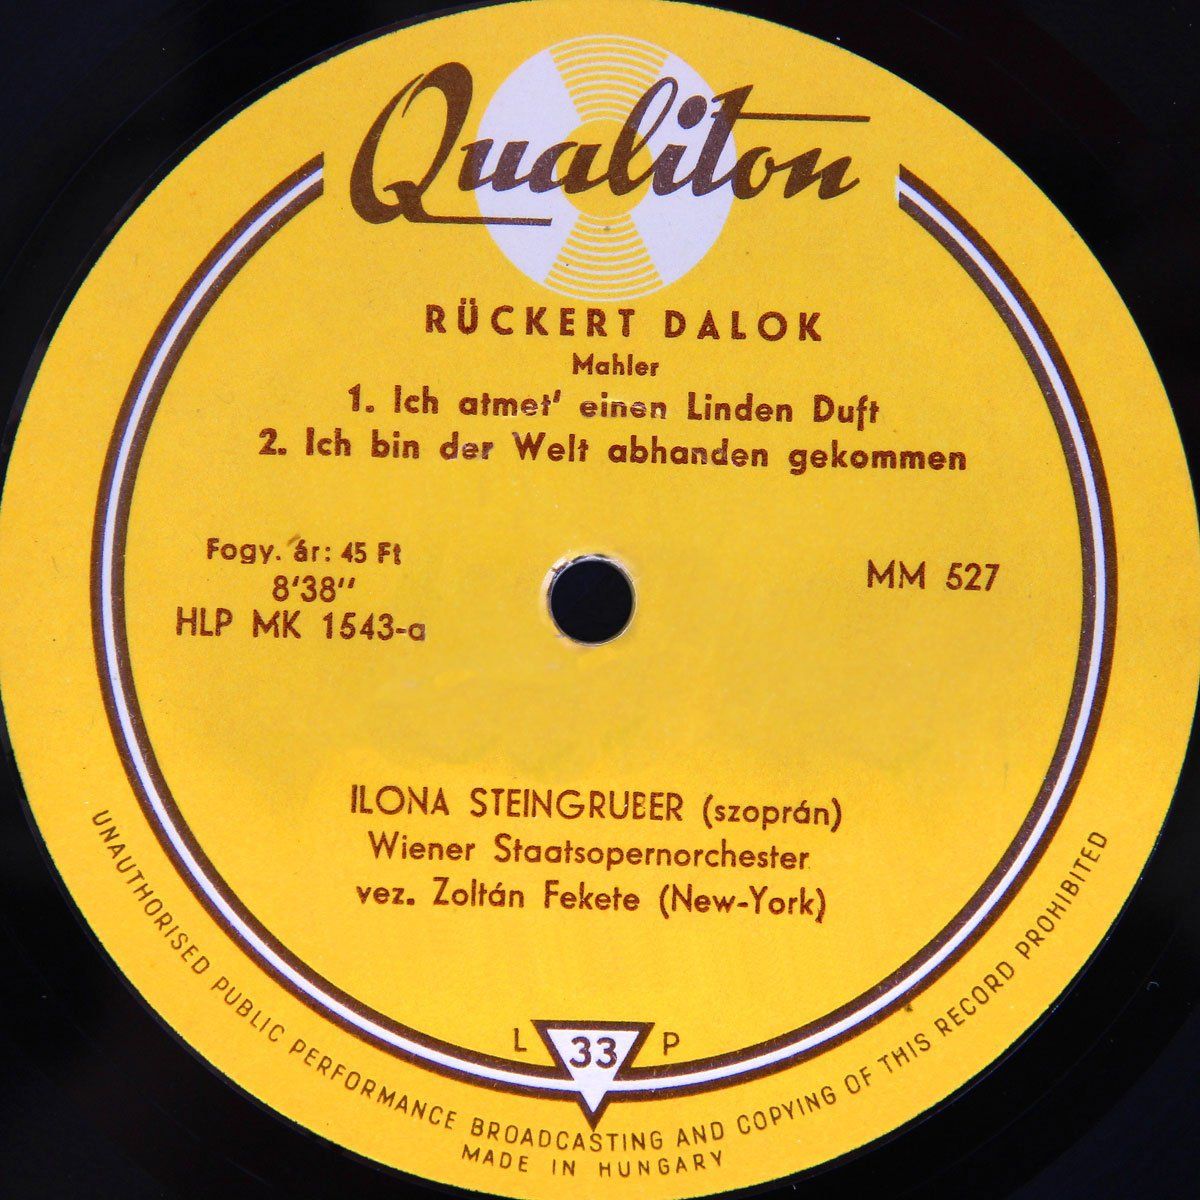 Qualiton
RÜCKERT DALOK
Mahler
1. Ich atmet' einen Linden Duft
2. Ich bin der Welt abhanden gekommen
Fogy. ár: 45 Ft
8'38''
HLP MK 1543-a
MM 527
ILONA STEINGRUBER (szoprán)
Wiener Staatsopernorchester
vez. Zoltán Fekete (New-York)
L 33 P
UNAUTHORISED PUBLIC PERFORMANCE BROADCASTING AND COPYING OF THIS RECORD PROHIBITED
MADE IN HUNGARY